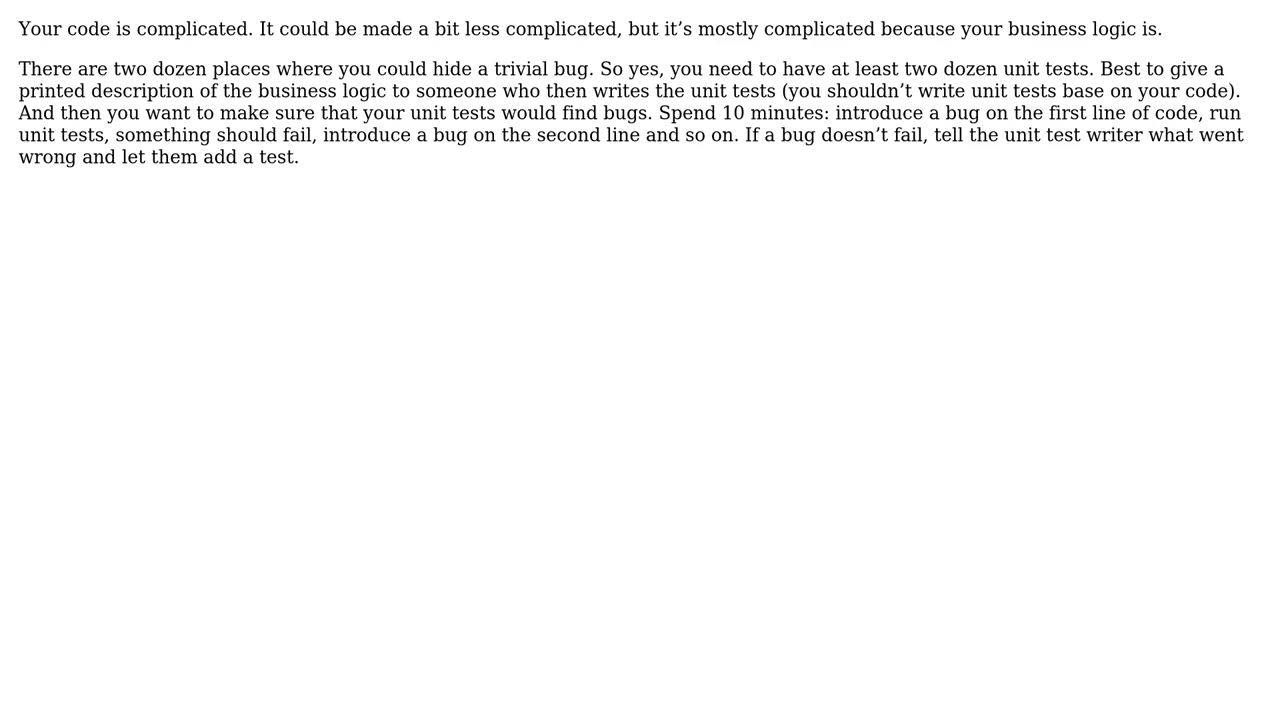 Your code is complicated. It could be made a bit less complicated, but it’s mostly complicated because your business logic is.
There are two dozen places where you could hide a trivial bug. So yes, you need to have at least two dozen unit tests. Best to give a
printed description of the business logic to someone who then writes the unit tests (you shouldn’t write unit tests base on your code).
And then you want to make sure that your unit tests would find bugs. Spend 10 minutes: introduce a bug on the first line of code, run
unit tests, something should fail, introduce a bug on the second line and so on. If a bug doesn’t fail, tell the unit test writer what went
wrong and let them add a test.